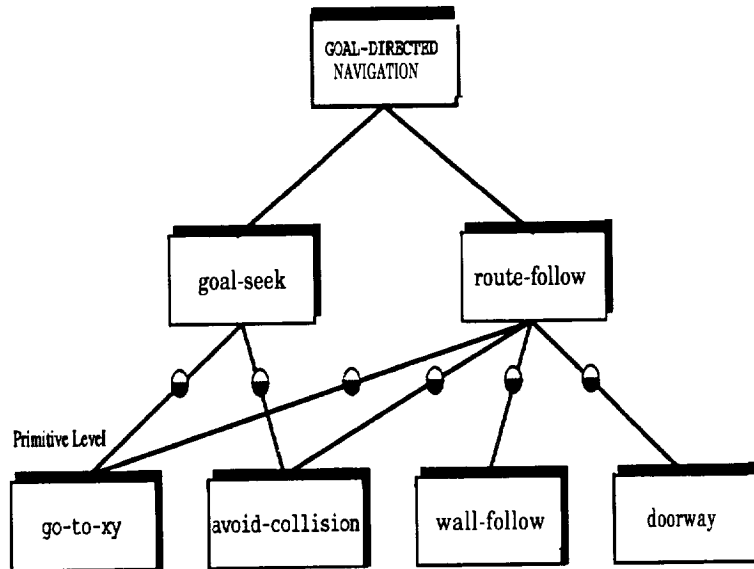 GOAL-DIRECTED
NAVIGATION
goal-seek
route-follow
Primitive Level
go-to-xy
avoid-collision
wall-follow
doorway